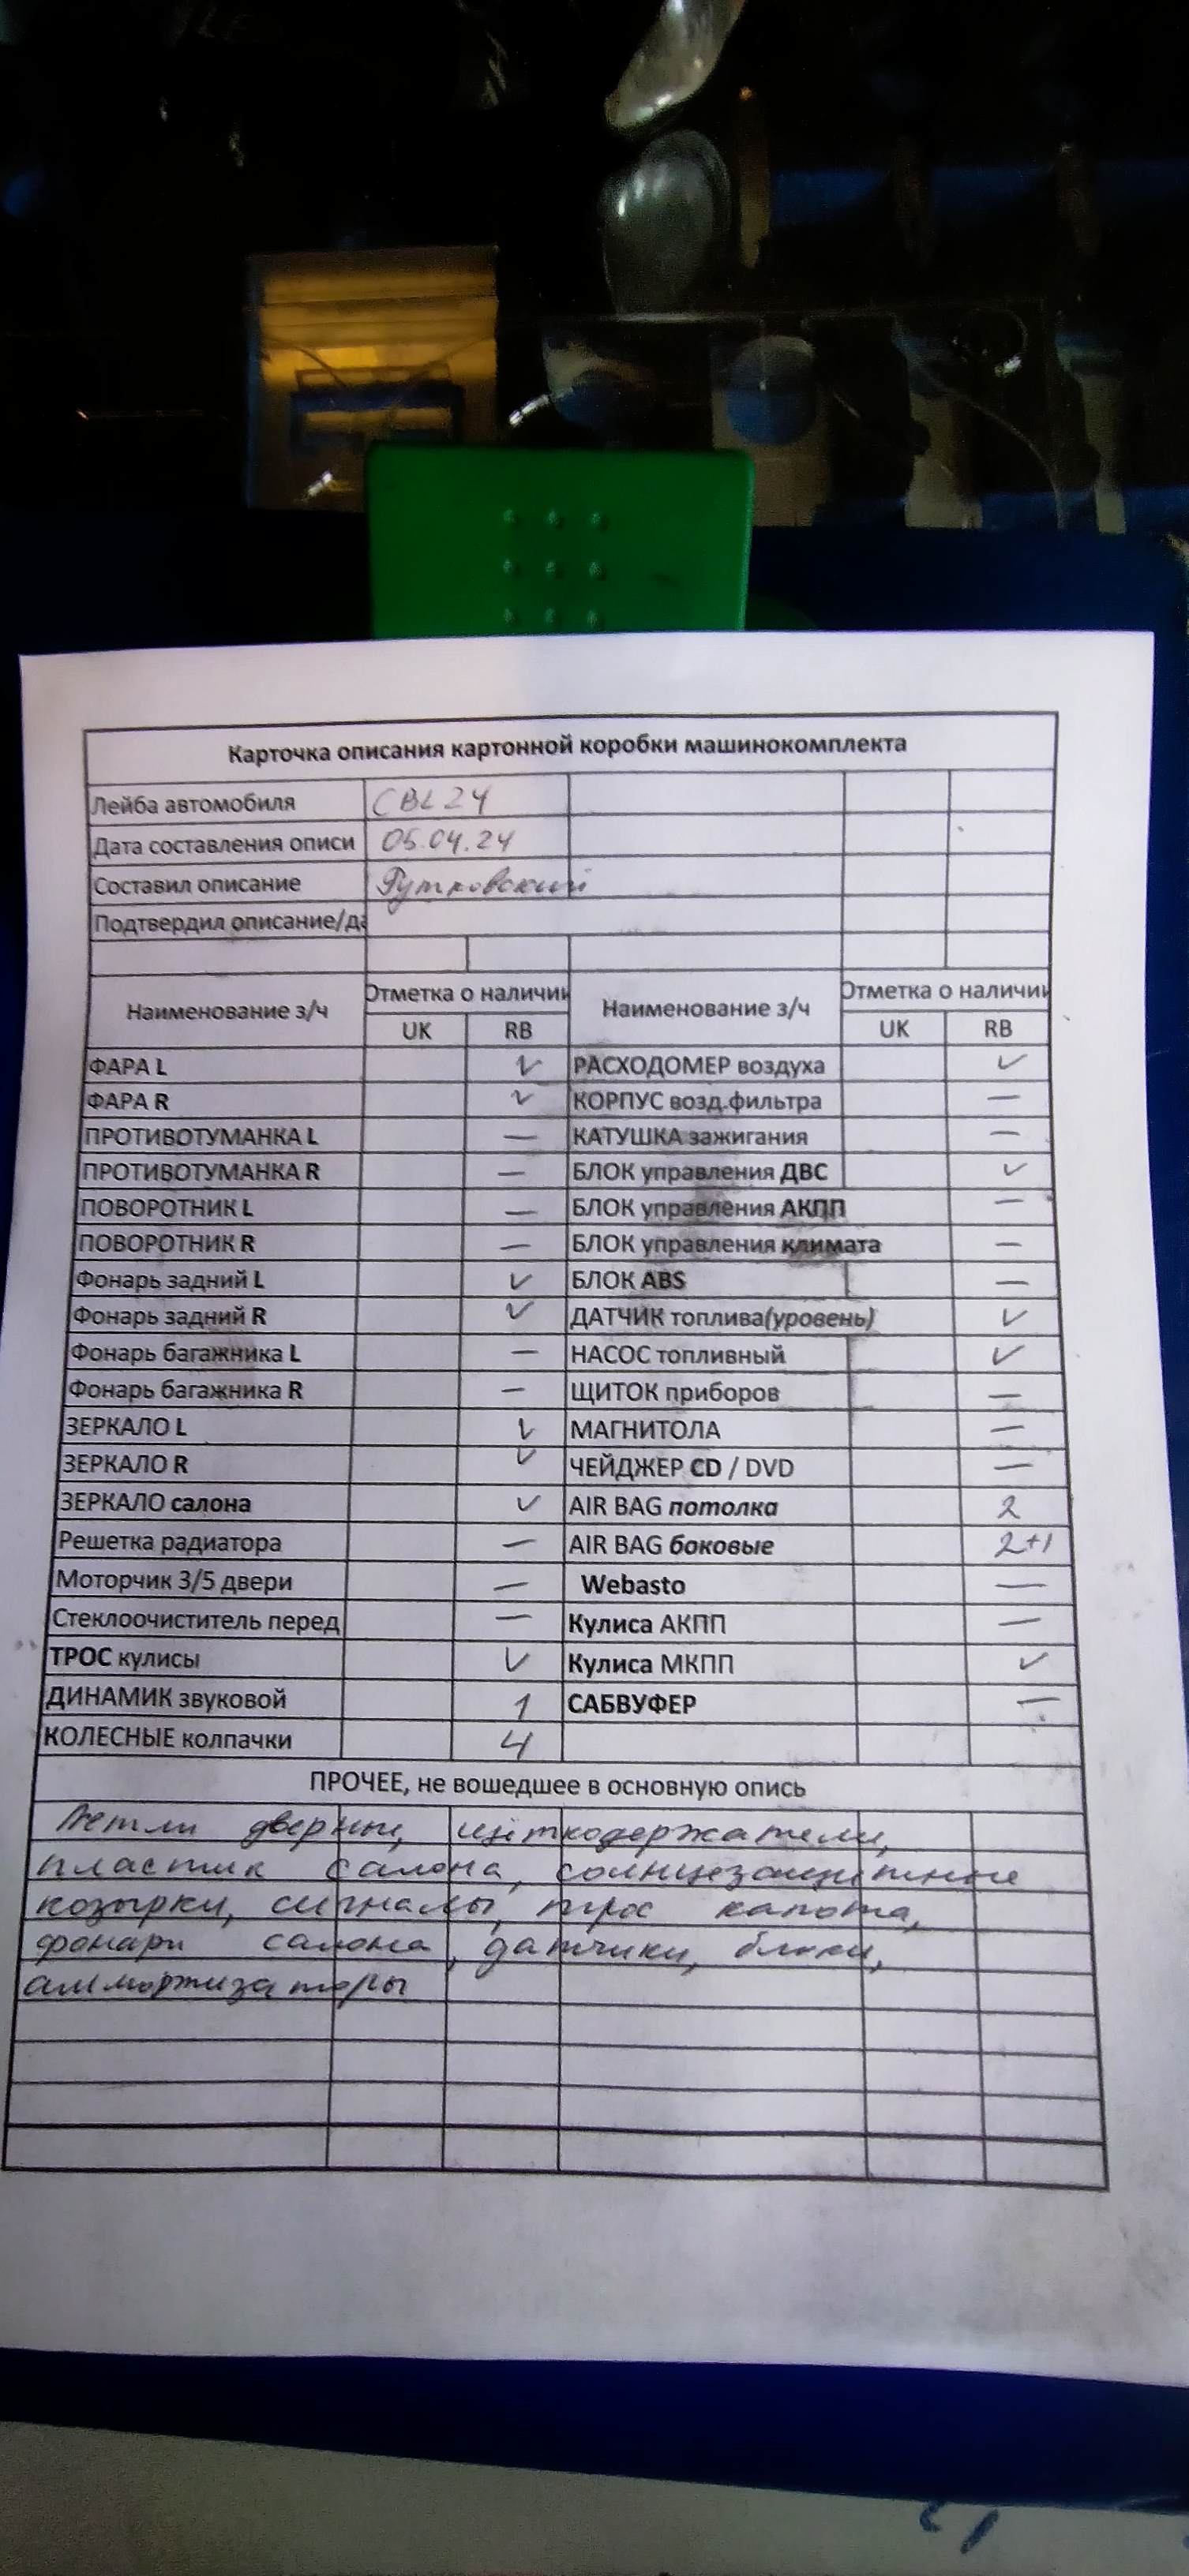 Карточка описания картонной коробки машинокомплекта
Лейба автомобиля CBL24
Дата составления описи 05.04.24
Составил описание Рутковский
Подтвердил описание/да
Наименование з/ч Отметка о наличии Наименование з/ч Отметка о наличии
UK RB UK RB
ФАРА L ✓ РАСХОДОМЕР воздуха ✓
ФАРА R ✓ КОРПУС возд.фильтра —
ПРОТИВОТУМАНКА L — КАТУШКА зажигания —
ПРОТИВОТУМАНКА R — БЛОК управления ДВС ✓
ПОВОРОТНИК L — БЛОК управления АКПП —
ПОВОРОТНИК R — БЛОК управления климата —
Фонарь задний L ✓ БЛОК ABS —
Фонарь задний R ✓ ДАТЧИК топлива(уровень) ✓
Фонарь багажника L — НАСОС топливный ✓
Фонарь багажника R — ЩИТОК приборов —
ЗЕРКАЛО L ✓ МАГНИТОЛА —
ЗЕРКАЛО R ✓ ЧЕЙДЖЕР CD / DVD —
ЗЕРКАЛО салона ✓ AIR BAG потолка 2
Решетка радиатора — AIR BAG боковые 2+1
Моторчик 3/5 двери — Webasto —
Стеклоочиститель перед — Кулиса АКПП —
ТРОС кулисы ✓ Кулиса МКПП ✓
ДИНАМИК звуковой 1 САБВУФЕР —
КОЛЕСНЫЕ колпачки 4
ПРОЧЕЕ, не вошедшее в основную опись
Петли дверные, щёткодержатели,
пластик салона, солнцезащитные
козырки, сигналы, трос капота,
фонари салона, датчики, блоки,
аммортизаторы